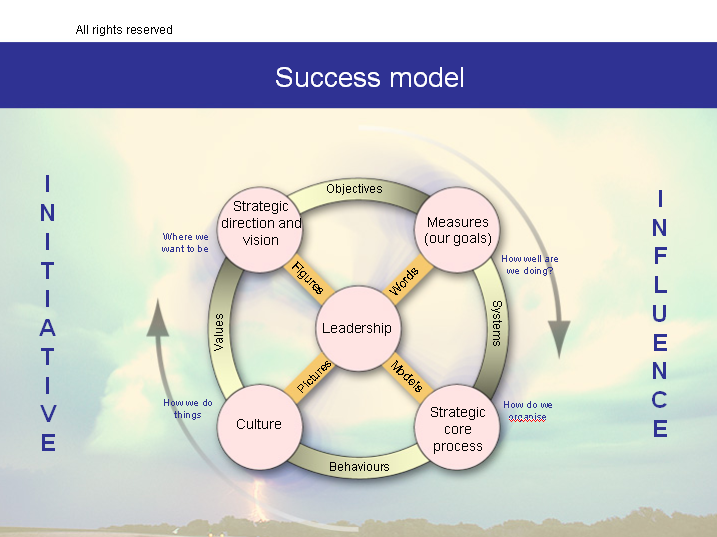 All rights reserved
Success model
INITIATIVE
INFLUENCE
Objectives
Strategic
direction and
vision
Measures
(our goals)
Where we
want to be
How well are
we doing?
Figures
Words
Values
Leadership
Systems
Pictures
Models
How we do
things
How do we
organise
Culture
Strategic
core
process
Behaviours